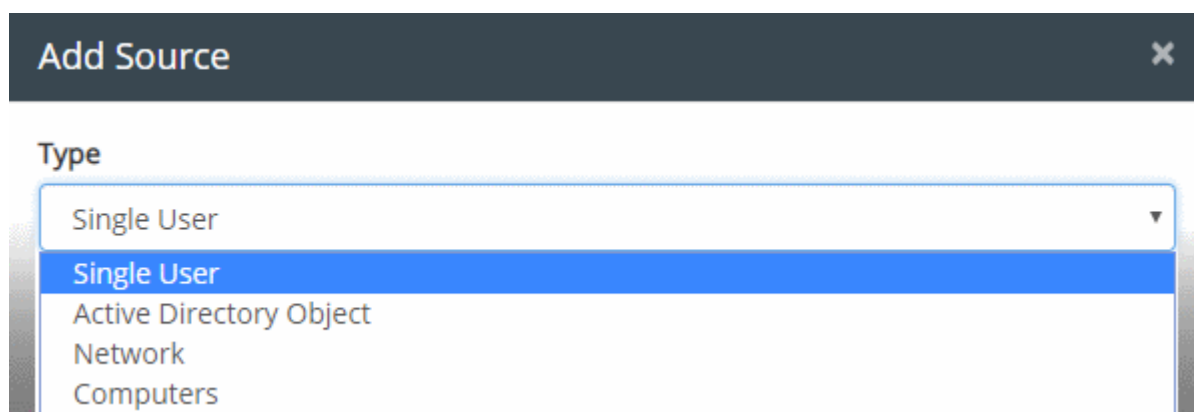 Add Source
Type
Single User
Single User
Active Directory Object
Network
Computers